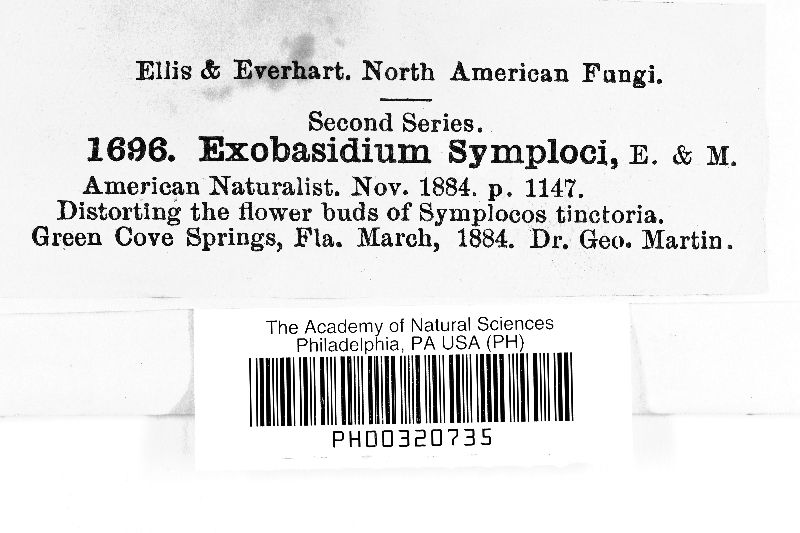 Ellis & Everhart. North American Fungi.
Second Series.
1696. Exobasidium Symploci, E. & M.
American Naturalist. Nov. 1884. p. 1147.
Distorting the flower buds of Symplocos tinctoria.
Green Cove Springs, Fla. March, 1884. Dr. Geo. Martin.
The Academy of Natural Sciences
Philadelphia, PA USA (PH)
PH00320735